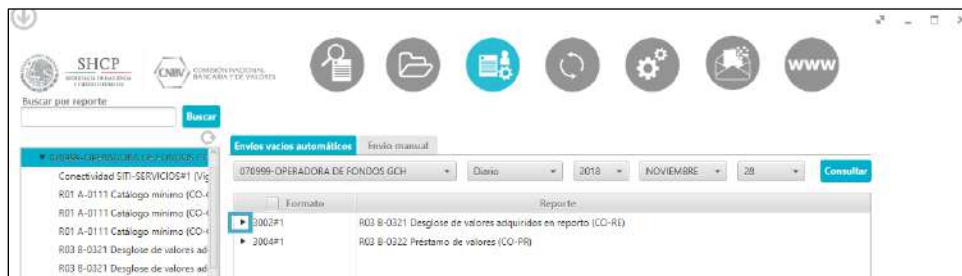 SHCP
CNBV
COMISIÓN NACIONAL
BANCARIA Y DE VALORES
www
Buscar por reporte
Buscar
070999-OPERADORA DE FONDOS
Envíos vacíos automáticos
Envío manual
070999-OPERADORA DE FONDOS GCH
Diario
2018
NOVIEMBRE
28
Consultar
Conectividad SITI-SERVICIOS#1 (Vig
R01 A-0111 Catálogo mínimo (CO-
R01 A-0111 Catálogo mínimo (CO-
R01 A-0111 Catálogo mínimo (CO-
R03 B-0321 Desglose de valores ad
R03 B-0321 Desglose de valores ad
Formato
Reporte
3002#1
R03 B-0321 Desglose de valores adquiridos en reporto (CO-RE)
3004#1
R03 B-0322 Préstamo de valores (CO-PR)